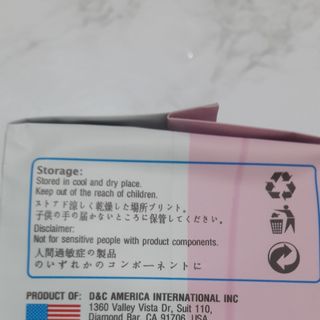 Storage:
Stored in cool and dry place.
Keep out of the reach of children.
ストアド涼しく乾燥した場所プリント。
子供の手の届かないところに保管してください。
Disclaimer:
Not for sensitive people with product components.
人間過敏症の製品
のいずれかのコンポーネントに
PRODUCT OF: D&C AMERICA INTERNATIONAL INC
1360 Valley Vista Dr, Suit 110,
Diamond Bar, CA 91706, USA